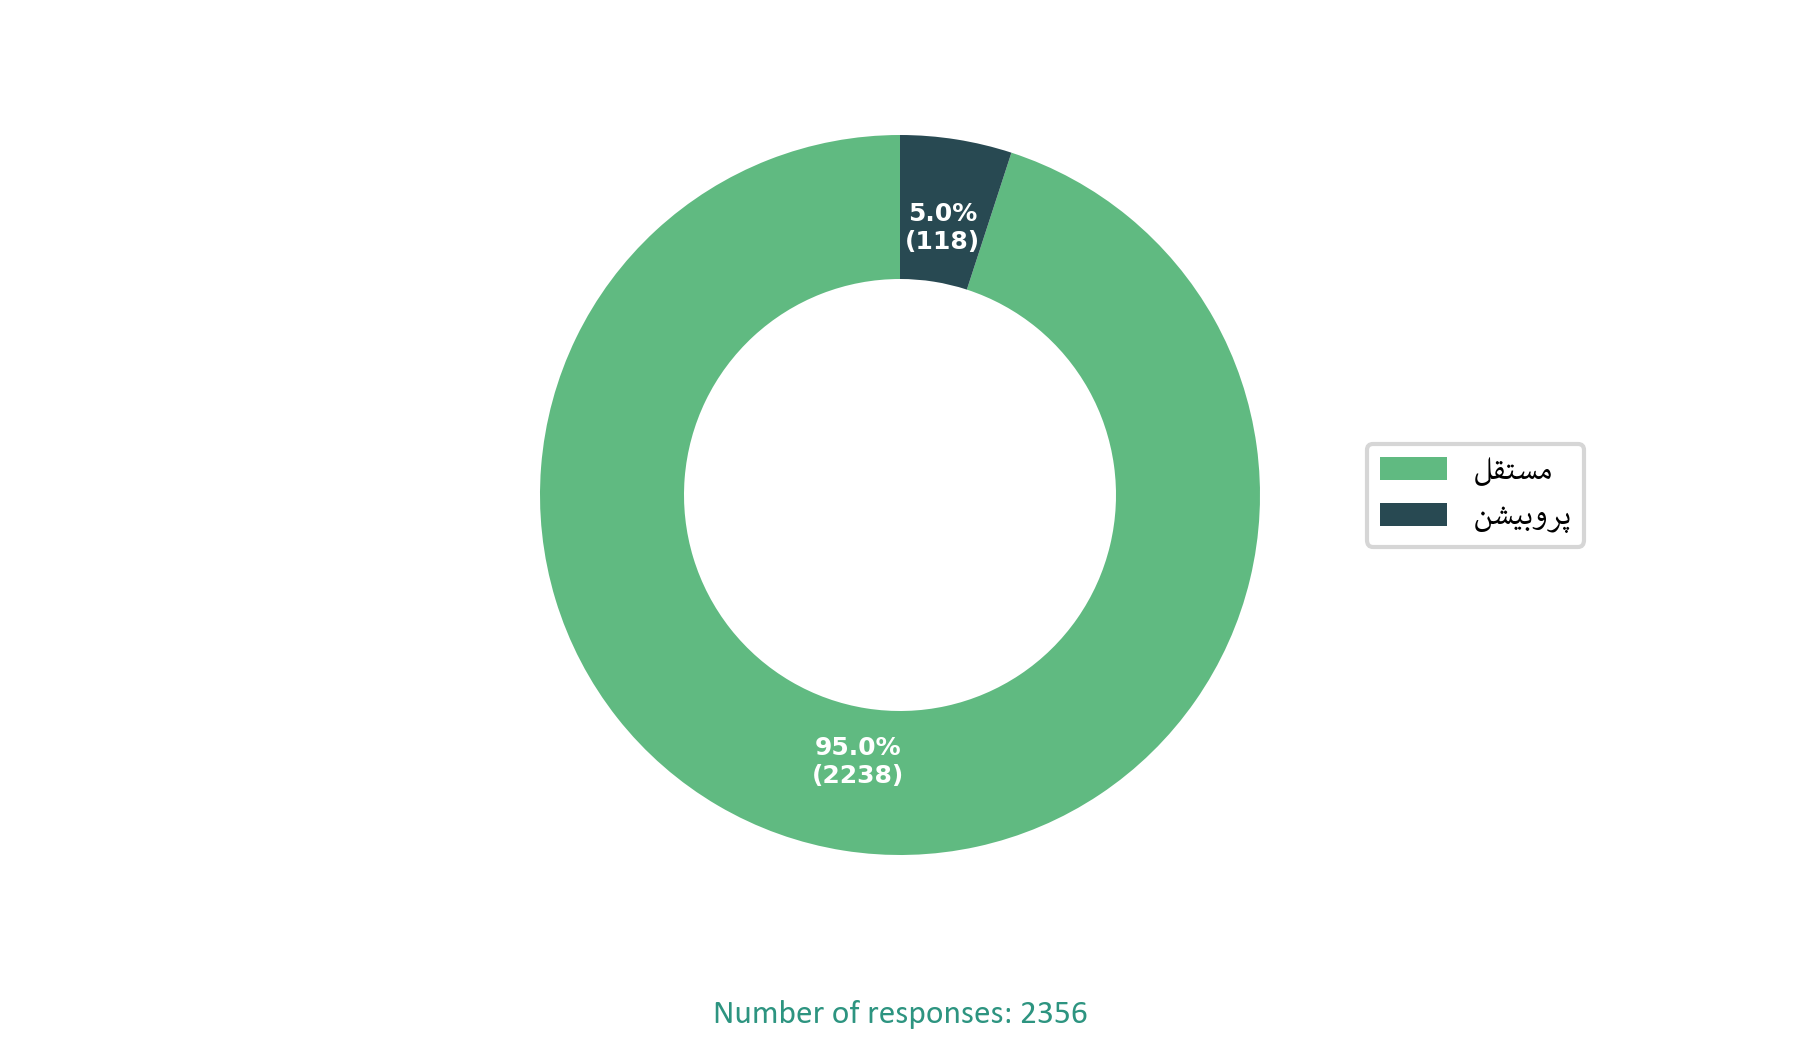 5.0%
(118)
مستقل
پروبیشن
95.0%
(2238)
Number of responses: 2356